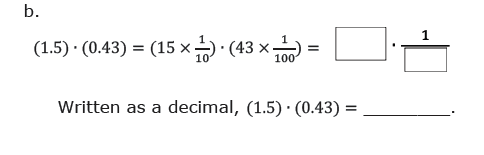 b.
(1.5) · (0.43) = (15 × 1/10) · (43 × 1/100) = □ · 1/□
Written as a decimal, (1.5) · (0.43) = ________.